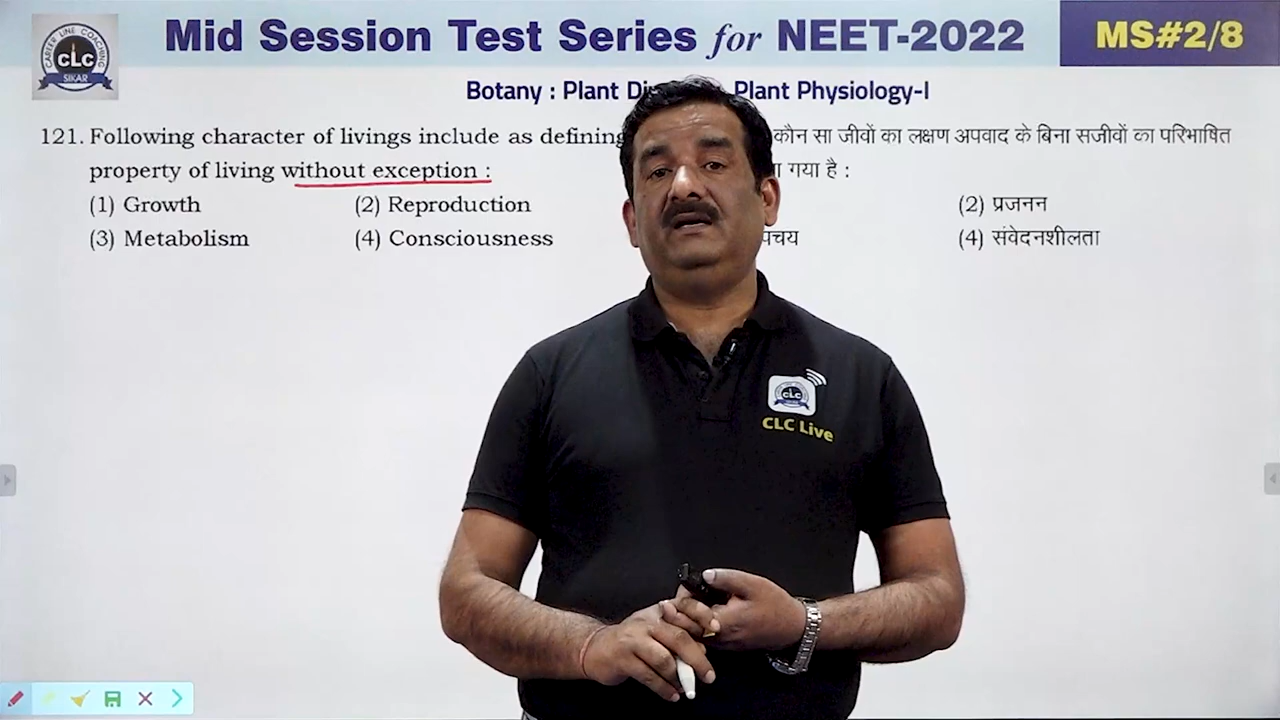 Mid Session Test Series for NEET-2022
MS#2/8
CAREER LINE COACHING
CLC
SIKAR
Botany : Plant Plant Physiology-I
121. Following character of livings include as defining
कौन सा जीवों का लक्षण अपवाद के बिना सजीवों का परिभाषित
property of living without exception :
गया है :
(1) Growth (2) Reproduction
(2) प्रजनन
(3) Metabolism (4) Consciousness
(4) संवेदनशीलता
CLC
CLC Live